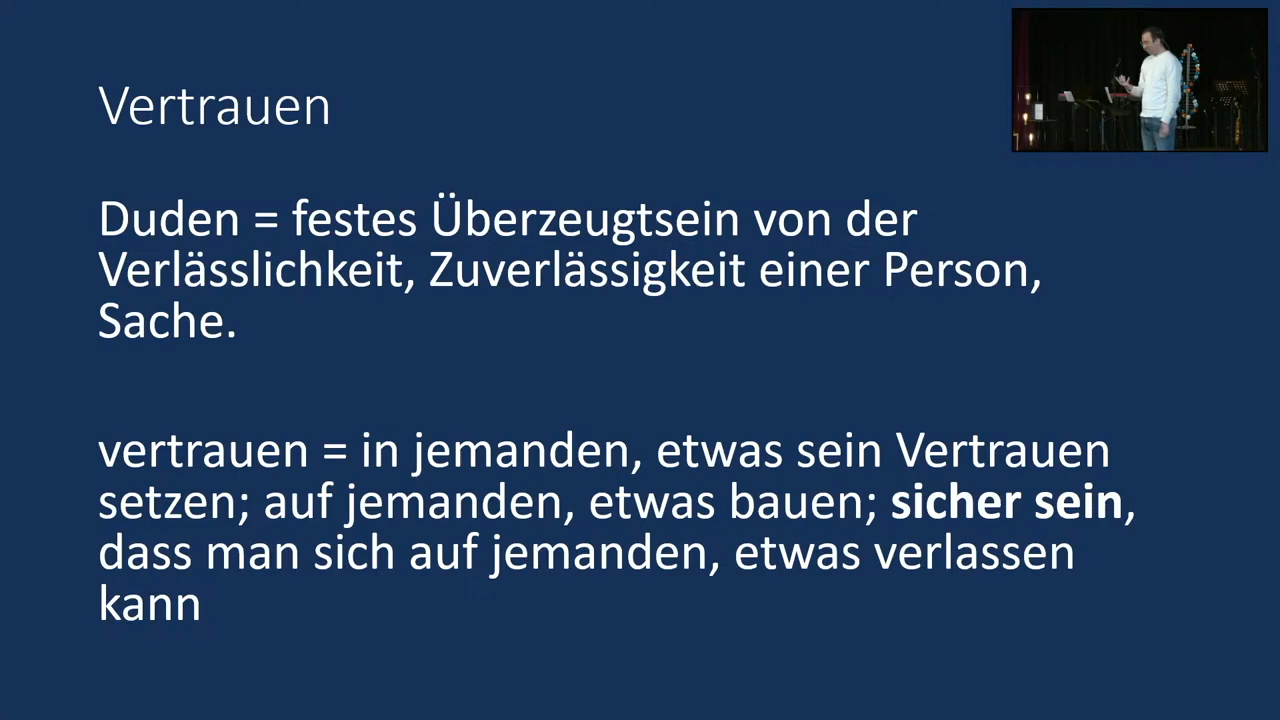 Vertrauen
Duden = festes Überzeugtsein von der
Verlässlichkeit, Zuverlässigkeit einer Person,
Sache.
vertrauen = in jemanden, etwas sein Vertrauen
setzen; auf jemanden, etwas bauen; sicher sein,
dass man sich auf jemanden, etwas verlassen
kann